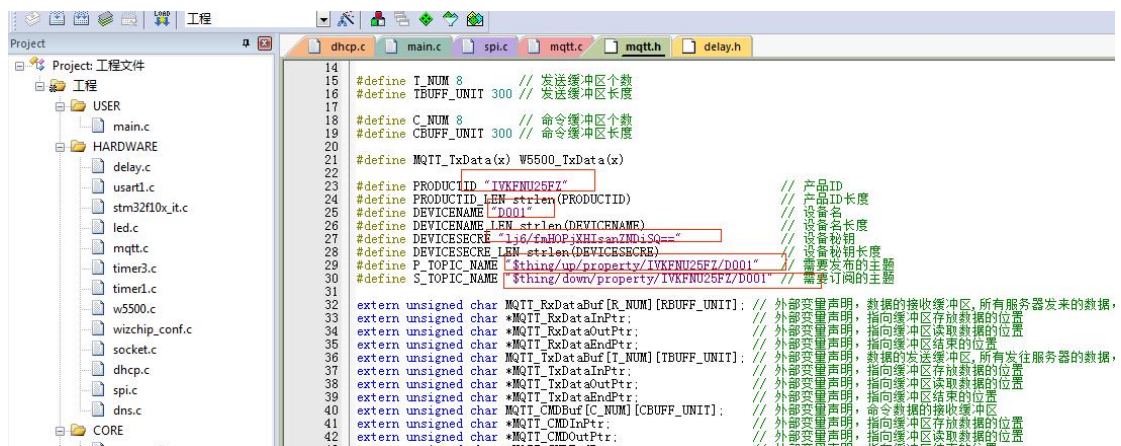 LOAD 工程
Project
dhcp.c main.c spi.c mqtt.c mqtt.h delay.h
Project: 工程文件
工程
USER
main.c
HARDWARE
delay.c
usart1.c
stm32f10x_it.c
led.c
mqtt.c
timer3.c
timer1.c
w5500.c
wizchip_conf.c
socket.c
dhcp.c
spi.c
dns.c
CORE
14
15 #define T_NUM 8 // 发送缓冲区个数
16 #define TBUFF_UNIT 300 // 发送缓冲区长度
17
18 #define C_NUM 8 // 命令缓冲区个数
19 #define CBUFF_UNIT 300 // 命令缓冲区长度
20
21 #define MQTT_TxData(x) W5500_TxData(x)
22
23 #define PRODUCTID "IVKFNU25FZ" // 产品ID
24 #define PRODUCTID_LEN strlen(PRODUCTID) // 产品ID长度
25 #define DEVICENAME "D001" // 设备名
26 #define DEVICENAME_LEN strlen(DEVICENAME) // 设备名长度
27 #define DEVICESECRE "lj6/fmHOPjXHIsanZNDiSQ==" // 设备秘钥
28 #define DEVICESECRE_LEN strlen(DEVICESECRE) // 设备秘钥长度
29 #define P_TOPIC_NAME "$thing/up/property/IVKFNU25FZ/D001" // 需要发布的主题
30 #define S_TOPIC_NAME "$thing/down/property/IVKFNU25FZ/D001" // 需要订阅的主题
31
32 extern unsigned char MQTT_RxDataBuf[R_NUM][RBUFF_UNIT]; // 外部变量声明，数据的接收缓冲区,所有服务器发来的数据，
33 extern unsigned char *MQTT_RxDataInPtr; // 外部变量声明，指向缓冲区存放数据的位置
34 extern unsigned char *MQTT_RxDataOutPtr; // 外部变量声明，指向缓冲区读取数据的位置
35 extern unsigned char *MQTT_RxDataEndPtr; // 外部变量声明，指向缓冲区结束的位置
36 extern unsigned char MQTT_TxDataBuf[T_NUM][TBUFF_UNIT]; // 外部变量声明，数据的发送缓冲区,所有发往服务器的数据，
37 extern unsigned char *MQTT_TxDataInPtr; // 外部变量声明，指向缓冲区存放数据的位置
38 extern unsigned char *MQTT_TxDataOutPtr; // 外部变量声明，指向缓冲区读取数据的位置
39 extern unsigned char *MQTT_TxDataEndPtr; // 外部变量声明，指向缓冲区结束的位置
40 extern unsigned char MQTT_CMDBuf[C_NUM][CBUFF_UNIT]; // 外部变量声明，命令数据的接收缓冲区
41 extern unsigned char *MQTT_CMDInPtr; // 外部变量声明，指向缓冲区存放数据的位置
42 extern unsigned char *MQTT_CMDOutPtr; // 外部变量声明，指向缓冲区读取数据的位置